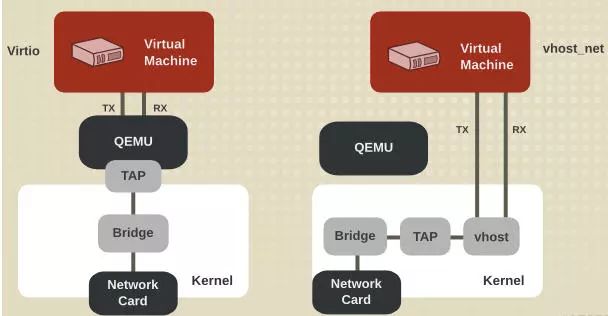 Virtio
Virtual
Machine
TX
RX
QEMU
TAP
Bridge
Network
Card
Kernel
Virtual
Machine
vhost_net
TX
RX
QEMU
Bridge
TAP
vhost
Network
Card
Kernel